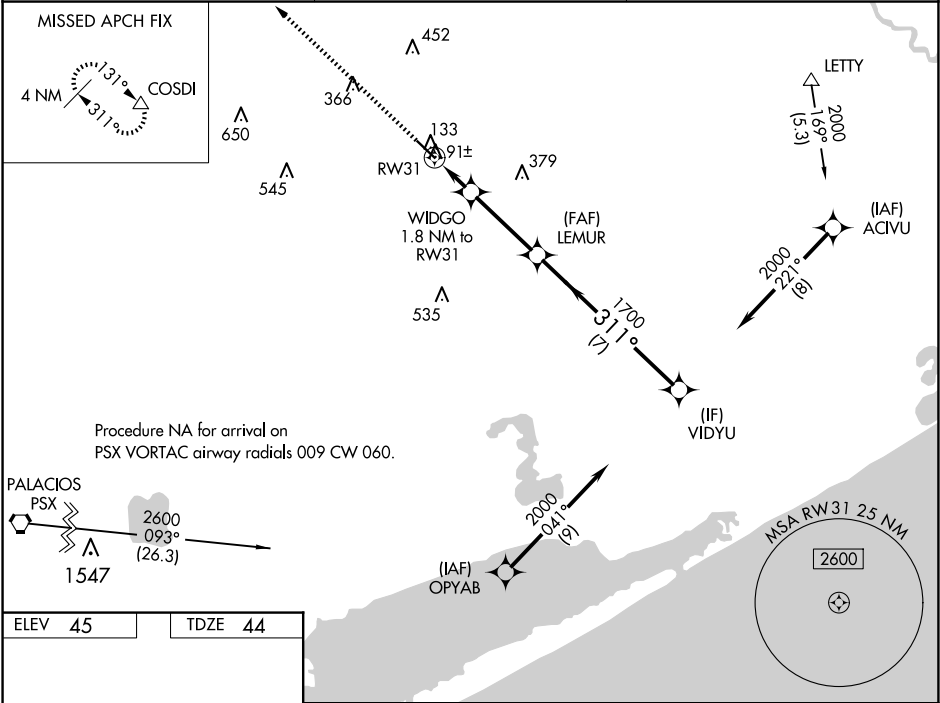 MISSED APCH FIX
131°
COSDI
4 NM
311°
452
366
650
133
91±
RW31
379
545
LETTY
2000
169°
(5.3)
WIDGO
1.8 NM to
RW31
(FAF)
LEMUR
(IAF)
ACIVU
2000
221°
(8)
535
1700
311°
(7)
(IF)
VIDYU
Procedure NA for arrival on
PSX VORTAC airway radials 009 CW 060.
PALACIOS
PSX
2600
093°
(26.3)
1547
2000
041°
(9)
(IAF)
OPYAB
MSA RW31 25 NM
2600
ELEV 45
TDZE 44